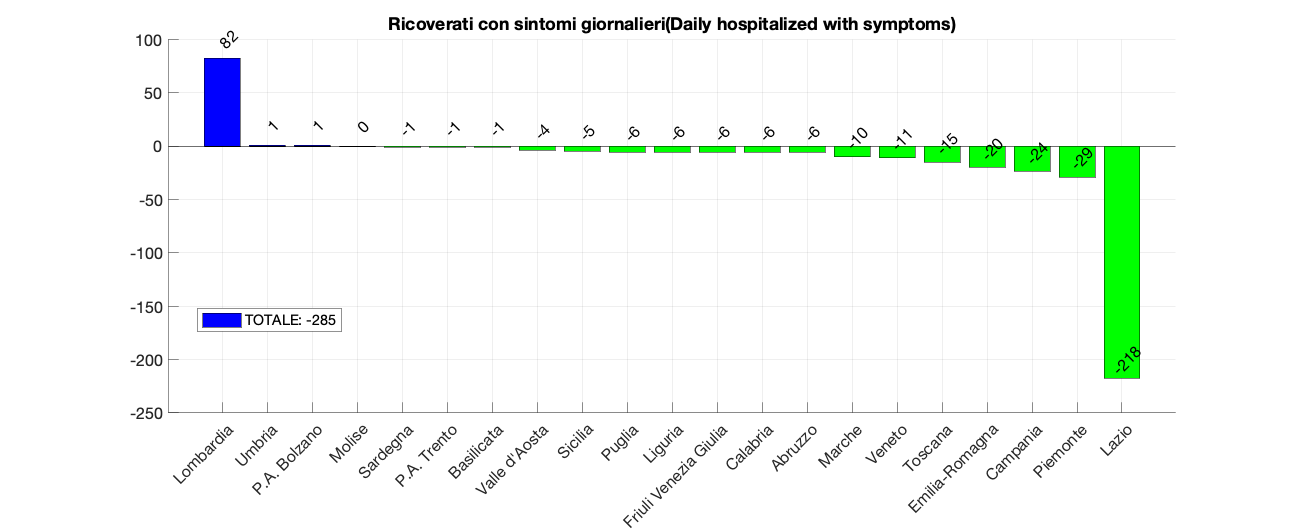 Ricoverati con sintomi giornalieri(Daily hospitalized with symptoms)
100
50
0
-50
-100
-150
-200
-250
82
1
1
0
-1
-1
-1
-4
-5
-6
-6
-6
-6
-6
-10
-11
-15
-20
-24
-29
-218
TOTALE: -285
Lombardia
Umbria
P.A. Bolzano
Molise
Sardegna
P.A. Trento
Basilicata
Valle d'Aosta
Sicilia
Puglia
Liguria
Friuli Venezia Giulia
Calabria
Abruzzo
Marche
Veneto
Toscana
Emilia-Romagna
Campania
Piemonte
Lazio